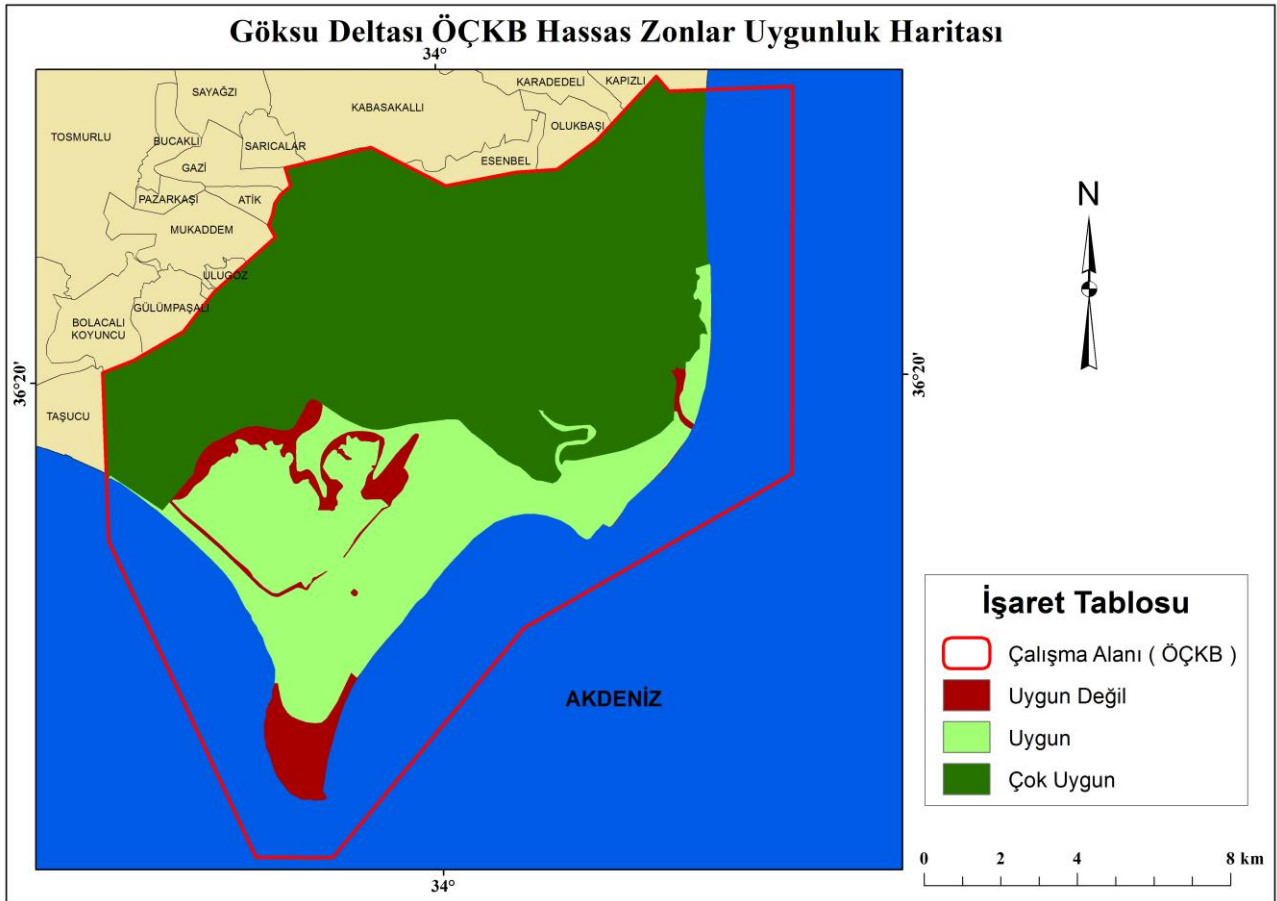 Göksu Deltası ÖÇKB Hassas Zonlar Uygunluk Haritası
34°
SAYAĞZI
KARADEDELİ
KAPIZLI
KABASAKALLI
TOSMURLU
BUCAKLI
SARICALAR
OLUKBAŞI
GAZİ
ESENBEL
PAZARKAŞI
ATİK
MUKADDEM
N
ULUGÖZ
GÜLÜMPAŞALI
BOLACALI
KOYUNCU
36°20'
36°20'
TAŞUCU
AKDENİZ
İşaret Tablosu
Çalışma Alanı ( ÖÇKB )
Uygun Değil
Uygun
Çok Uygun
0 2 4 8 km
34°